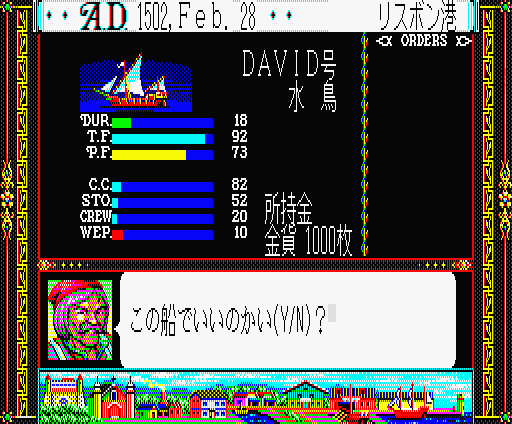 A.D. 1502, Feb, 28 リスボン港
ORDERS
DAVID号
水鳥
DUR. 18
T.F. 92
P.F. 73
C.C. 82
STO. 52
CREW 20
WEP. 10
所持金
金貨 1000枚
この船でいいのかい(Y/N)?